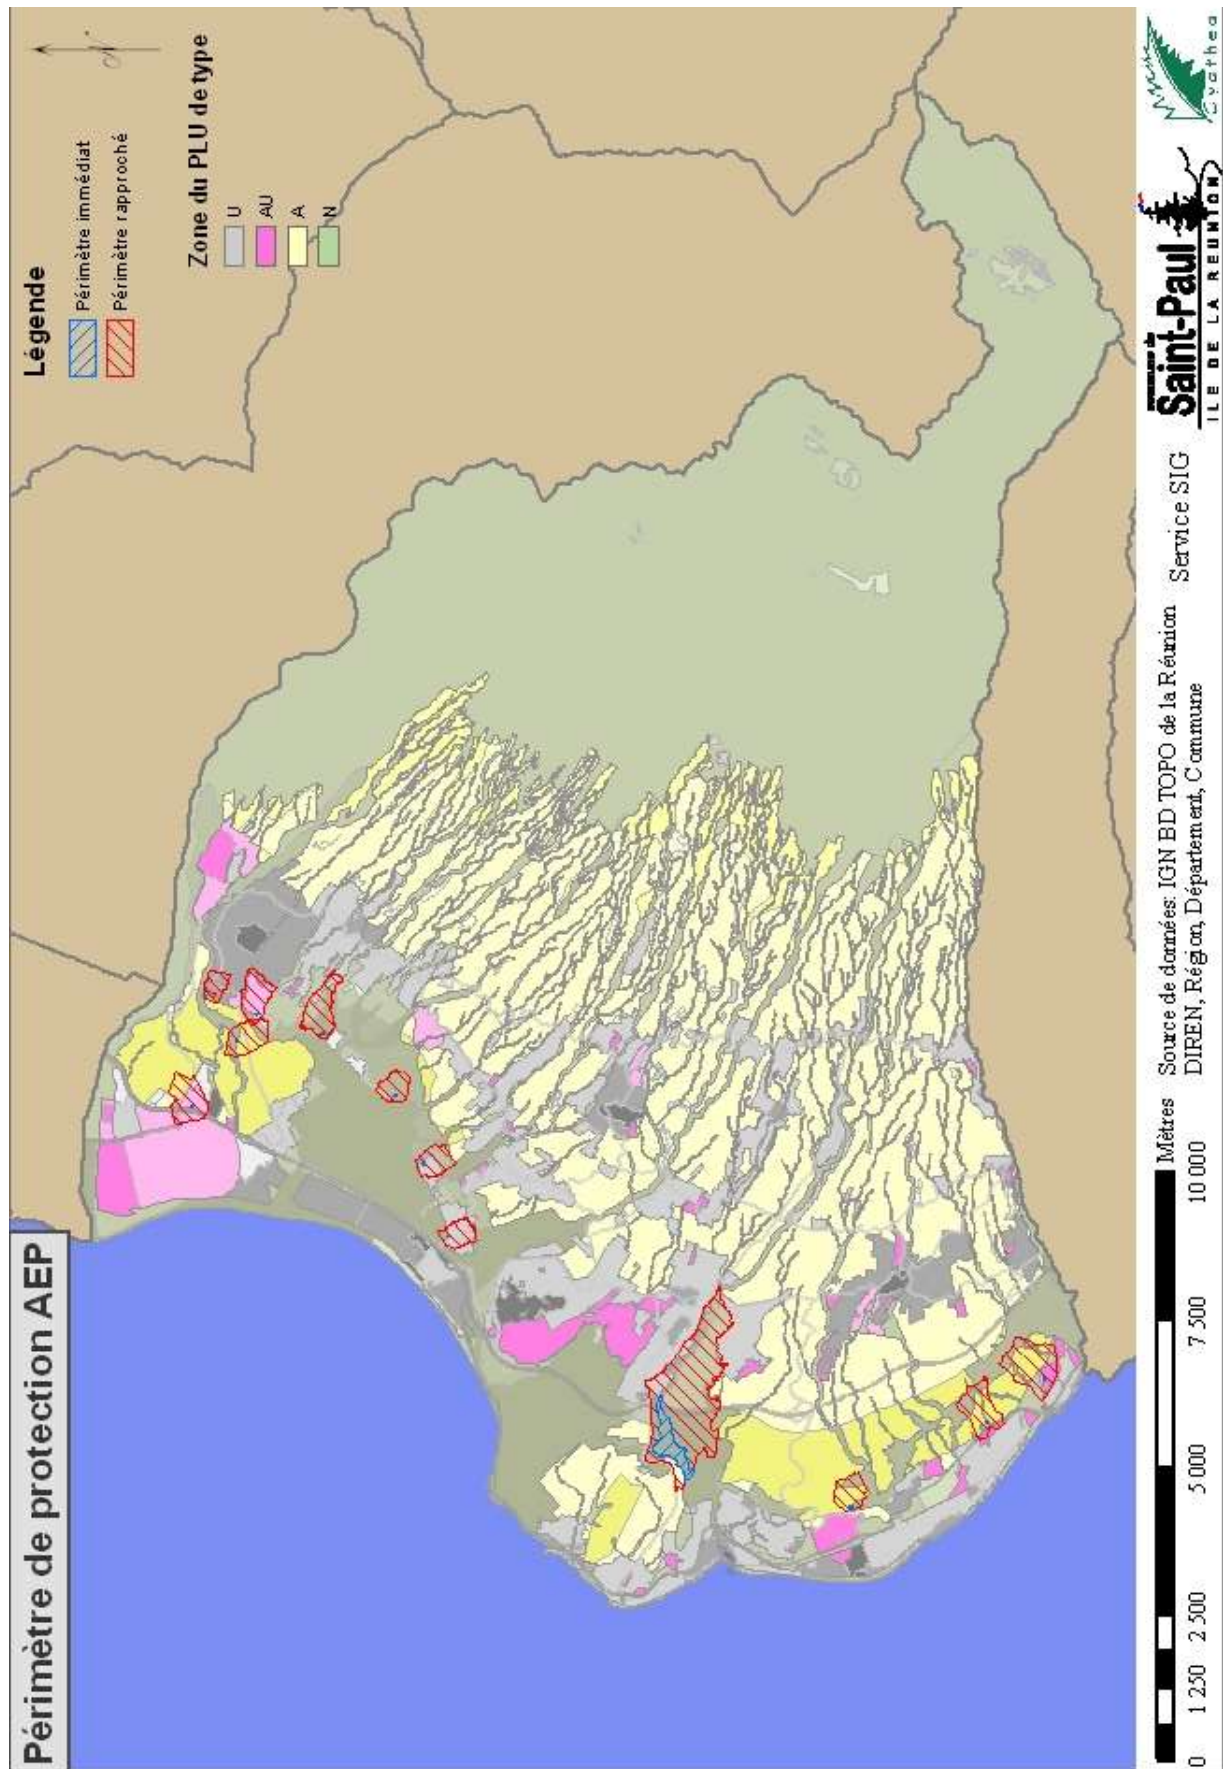 Périmètre de protection AEP
Légende
Périmètre immédiat
Périmètre rapproché
Zone du PLU de type
U
AU
A
N
N
0 1 250 2 500 5 000 7 500 10 000
Mètres
Source de données: IGN BD TOPO de la Réunion
DIREN, Région, Département, Commune
Service SIG
Saint-Paul
ILE DE LA REUNION
Cyathea